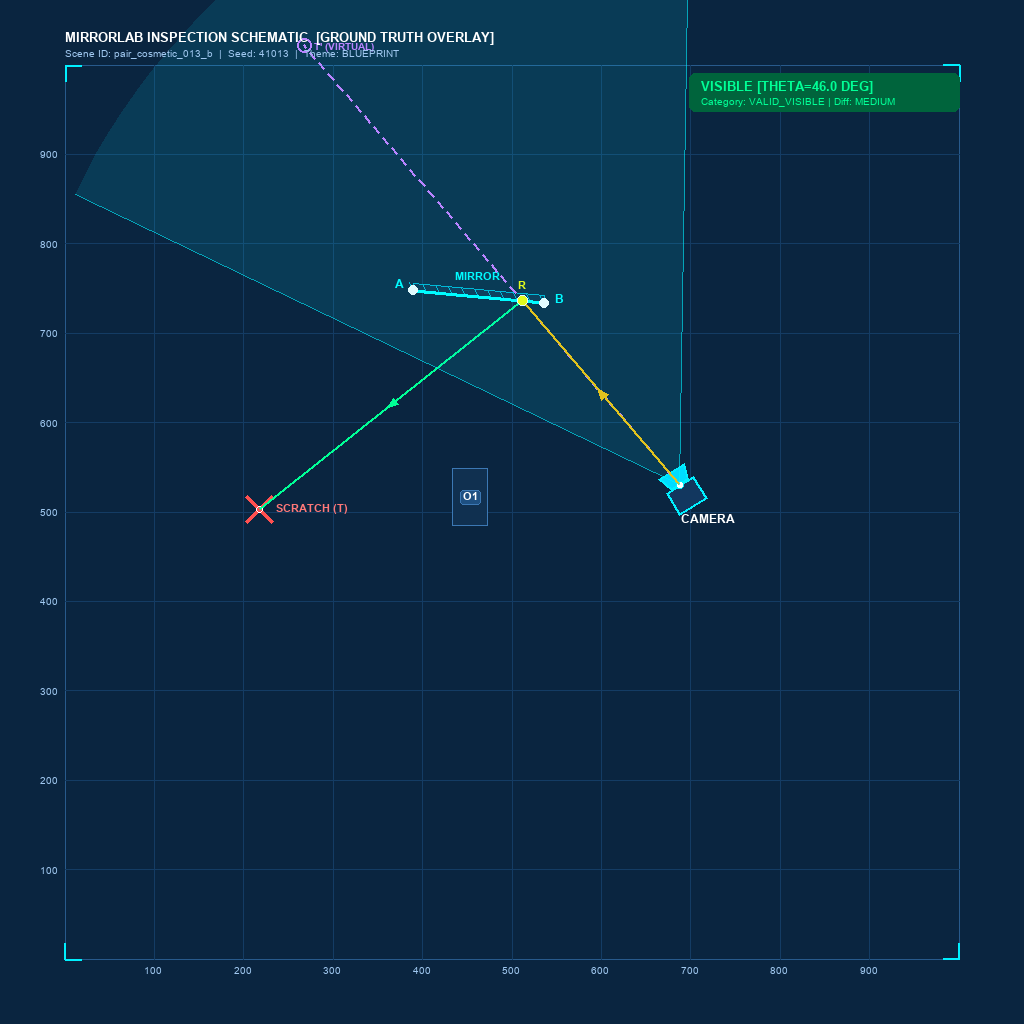 MIRRORLAB INSPECTION SCHEMATIC [GROUND TRUTH OVERLAY]
T' (VIRTUAL)
Scene ID: pair_cosmetic_013_b | Seed: 41013 | Theme: BLUEPRINT
VISIBLE [THETA=46.0 DEG]
Category: VALID_VISIBLE | Diff: MEDIUM
900
800
MIRROR
A
R
B
700
600
O1
SCRATCH (T)
500
CAMERA
400
300
200
100
100 200 300 400 500 600 700 800 900